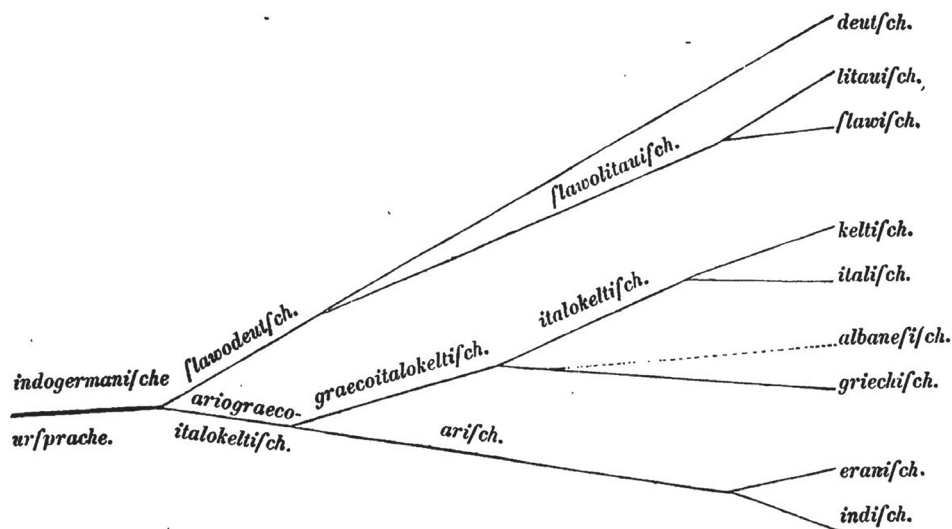 deutſch.
litauiſch.
ſlawiſch.
ſlawolitauiſch.
keltiſch.
italiſch.
italokeltiſch.
ſlawodeutſch.
albaneſiſch.
graecoitalokeltiſch.
griechiſch.
indogermaniſche
urſprache.
ariograeco-
italokeltiſch.
ariſch.
eraniſch.
indiſch.